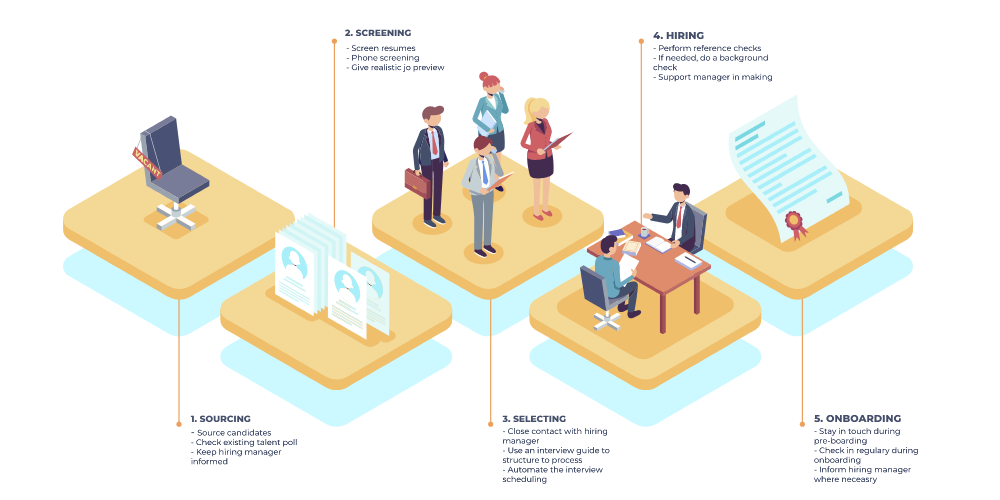 VACANT
1. SOURCING
- Source candidates
- Check existing talent poll
- Keep hiring manager
informed
2. SCREENING
- Screen resumes
- Phone screening
- Give realistic jo preview
3. SELECTING
- Close contact with hiring
manager
- Use an interview guide to
structure to process
- Automate the interview
scheduling
4. HIRING
- Perform reference checks
- If needed, do a background
check
- Support manager in making
5. ONBOARDING
- Stay in touch during
pre-boarding
- Check in regulary during
onboarding
- Inform hiring manager
where neceasry